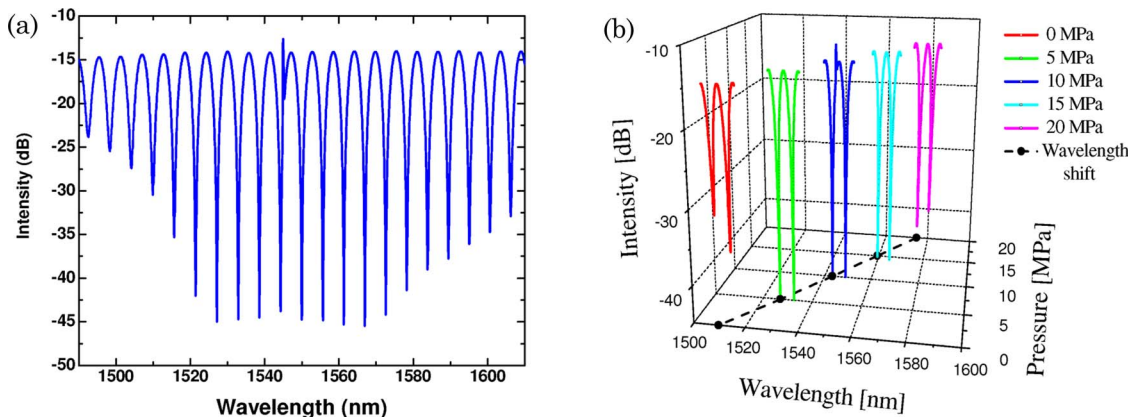 (a)
-10
-15
-20
-25
-30
-35
-40
-45
-50
Intensity (dB)
1500
1520
1540
1560
1580
1600
Wavelength (nm)
(b)
-10
-20
-30
-40
Intensity [dB]
1500
1520
1540
1560
1580
1600
Wavelength [nm]
0
5
10
15
20
Pressure [MPa]
0 MPa
5 MPa
10 MPa
15 MPa
20 MPa
Wavelength
shift